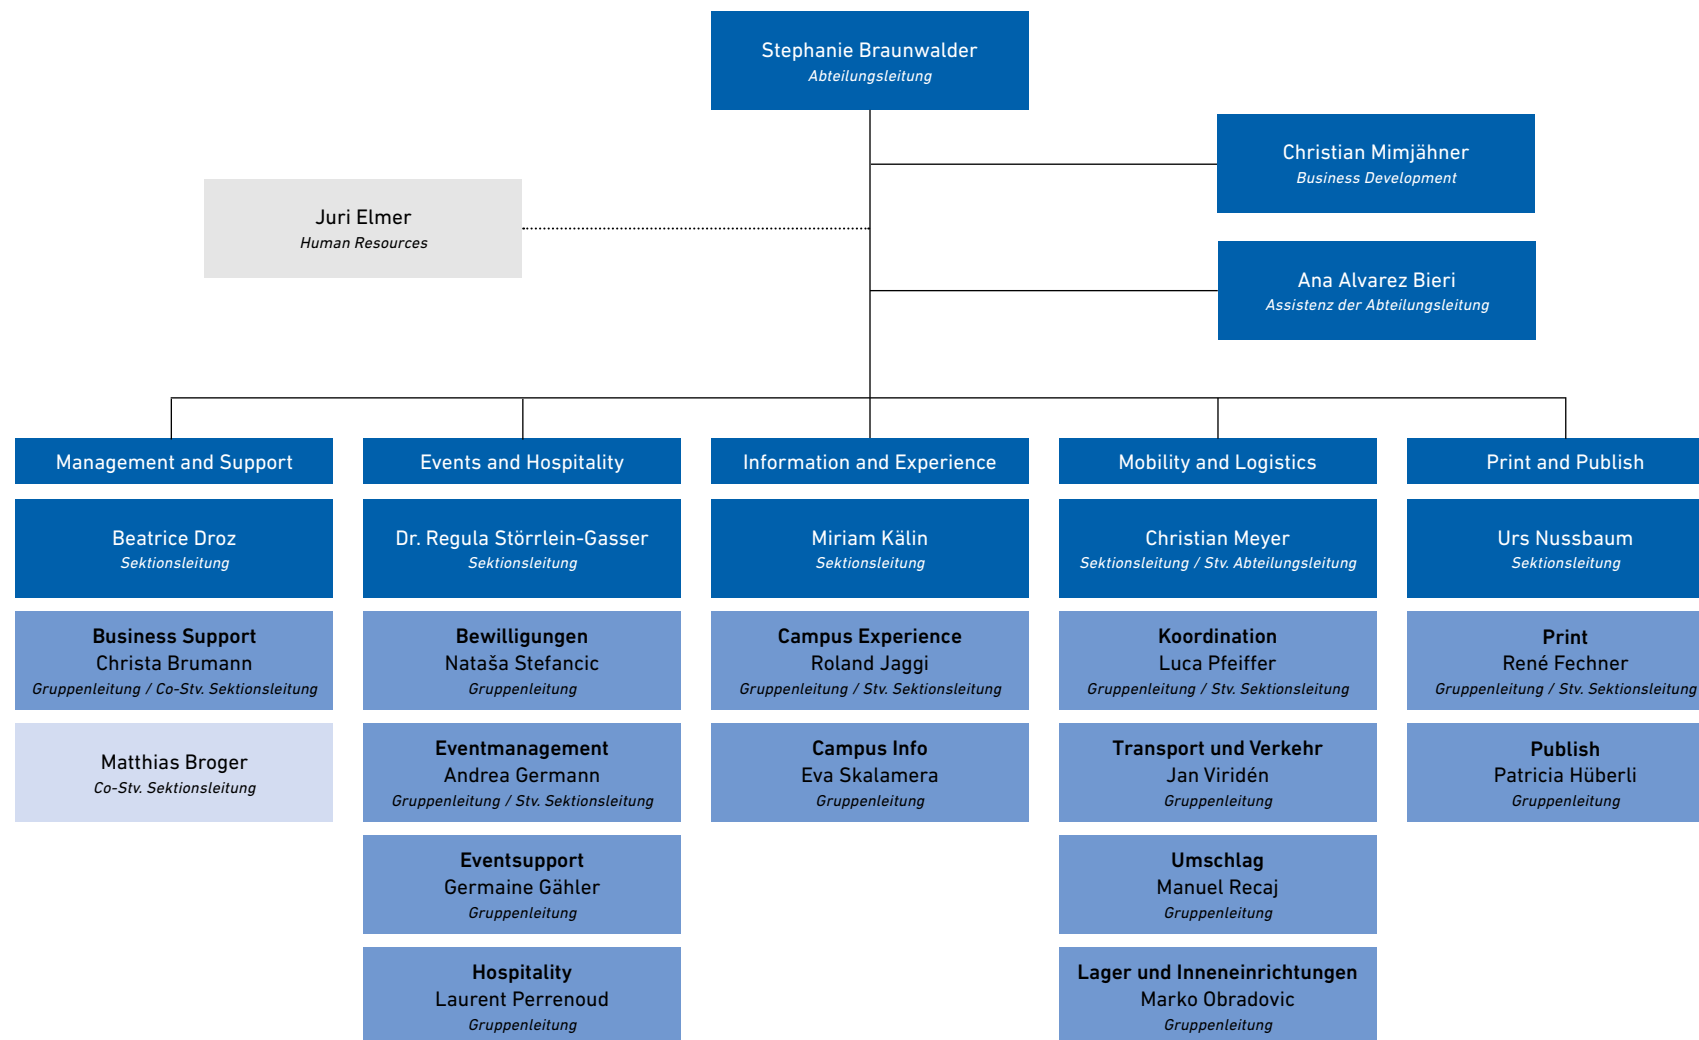 Stephanie Braunwalder
Abteilungsleitung
Christian Mimjähner
Business Development
Juri Elmer
Human Resources
Ana Alvarez Bieri
Assistenz der Abteilungsleitung
Management and Support
Beatrice Droz
Sektionsleitung
Business Support
Christa Brumann
Gruppenleitung / Co-Stv. Sektionsleitung
Matthias Broger
Co-Stv. Sektionsleitung
Events and Hospitality
Dr. Regula Störrlein-Gasser
Sektionsleitung
Bewilligungen
Nataša Stefancic
Gruppenleitung
Eventmanagement
Andrea Germann
Gruppenleitung / Stv. Sektionsleitung
Eventsupport
Germaine Gähler
Gruppenleitung
Hospitality
Laurent Perrenoud
Gruppenleitung
Information and Experience
Miriam Kälin
Sektionsleitung
Campus Experience
Roland Jaggi
Gruppenleitung / Stv. Sektionsleitung
Campus Info
Eva Skalamera
Gruppenleitung
Mobility and Logistics
Christian Meyer
Sektionsleitung / Stv. Abteilungsleitung
Koordination
Luca Pfeiffer
Gruppenleitung / Stv. Sektionsleitung
Transport und Verkehr
Jan Viridén
Gruppenleitung
Umschlag
Manuel Recaj
Gruppenleitung
Lager und Inneneinrichtungen
Marko Obradovic
Gruppenleitung
Print and Publish
Urs Nussbaum
Sektionsleitung
Print
René Fechner
Gruppenleitung / Stv. Sektionsleitung
Publish
Patricia Hüberli
Gruppenleitung